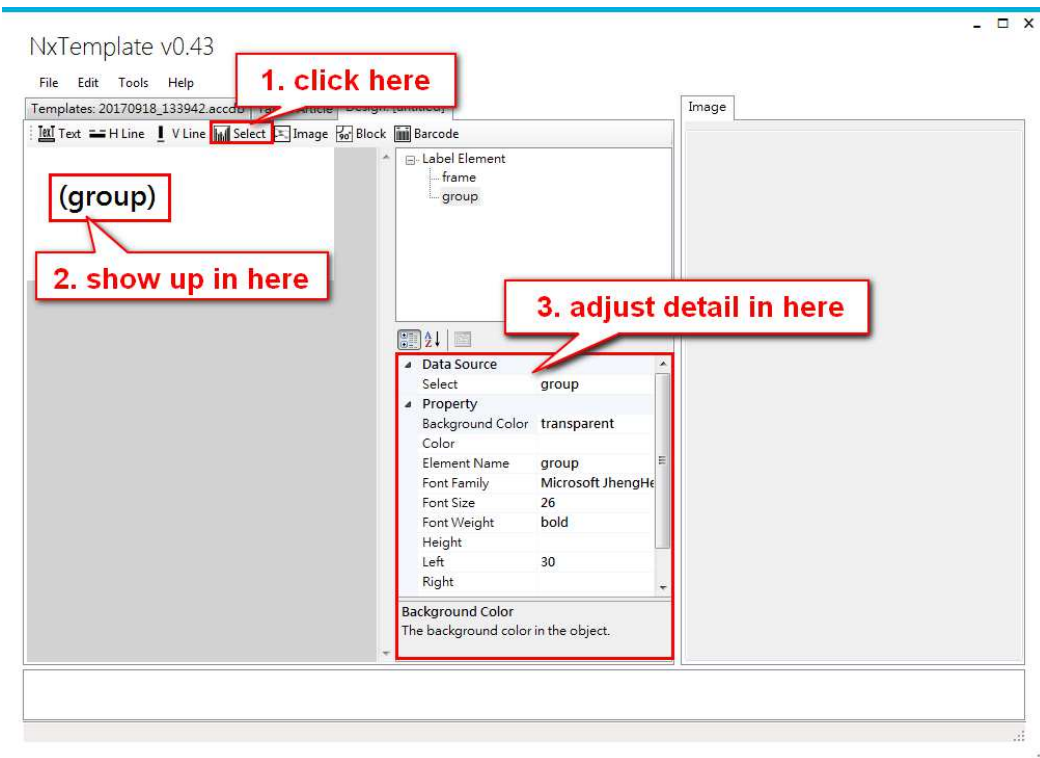 NxTemplate v0.43
1. click here
File Edit Tools Help
Templates: 20170918_133942.accdb Article Design: [untitled] Image
Text H Line V Line Select Image Block Barcode
Label Element
frame
(group) group
2. show up in here
3. adjust detail in here
Data Source
Select group
Property
Background Color transparent
Color
Element Name group
Font Family Microsoft JhengHe
Font Size 26
Font Weight bold
Height
Left 30
Right
Background Color
The background color in the object.